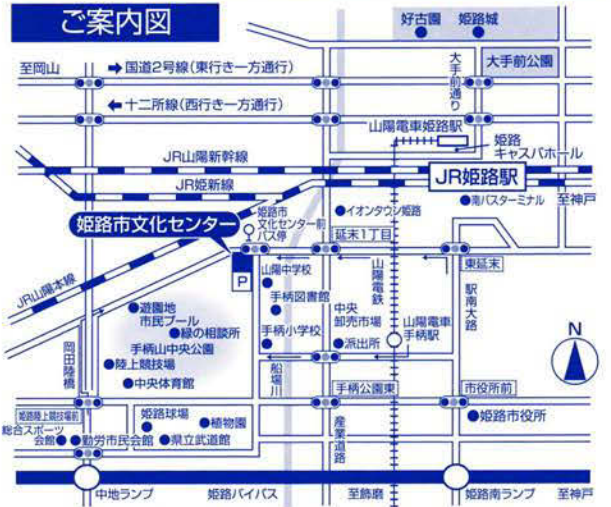 ご案内図
好古園
姫路城
至岡山
国道2号線(東行き一方通行)
大手前通り
大手前公園
十二所線(西行き一方通行)
山陽電車姫路駅
姫路
キャスパホール
JR山陽新幹線
JR姫新線
JR姫路駅
南バスターミナル
至神戸
姫路市文化センター
姫路市
文化センター前
バス停
イオンタウン姫路
延末1丁目
JR山陽本線
P
山陽中学校
手柄図書館
山陽電鉄
東延末
駅南大路
遊園地
市民プール
緑の相談所
手柄山中央公園
手柄小学校
中央
卸売市場
山陽電車
手柄駅
派出所
岡田陸橋
陸上競技場
中央体育館
船場川
N
手柄公園東
市役所前
姫路陸上競技場前
総合スポーツ
会館
勤労市民会館
姫路球場
植物園
県立武道館
産業道路
姫路市役所
中地ランプ
姫路バイパス
至飾磨
姫路南ランプ
至神戸